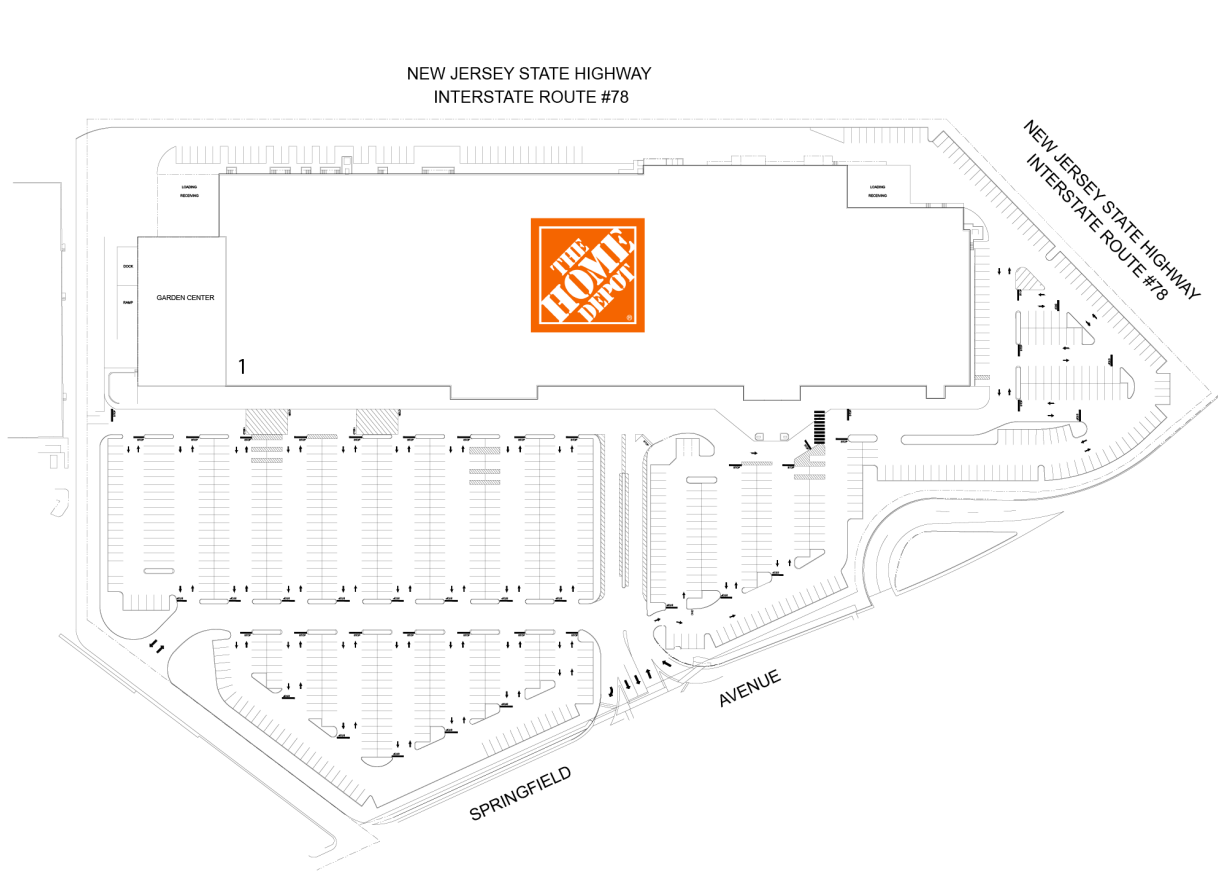 NEW JERSEY STATE HIGHWAY
INTERSTATE ROUTE #78
NEW JERSEY STATE HIGHWAY
INTERSTATE ROUTE #78
LOADING
RECEIVING
LOADING
RECEIVING
THE
HOME
DEPOT
®
DOCK
RAMP
GARDEN CENTER
1
AVENUE
SPRINGFIELD